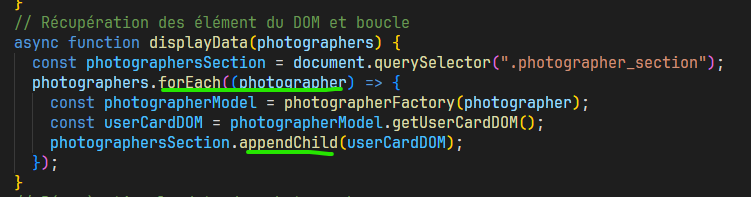 }
// Récupération des élément du DOM et boucle
async function displayData(photographers) {
const photographersSection = document.querySelector(".photographer_section");
photographers.forEach((photographer) => {
const photographerModel = photographerFactory(photographer);
const userCardDOM = photographerModel.getUserCardDOM();
photographersSection.appendChild(userCardDOM);
});
}